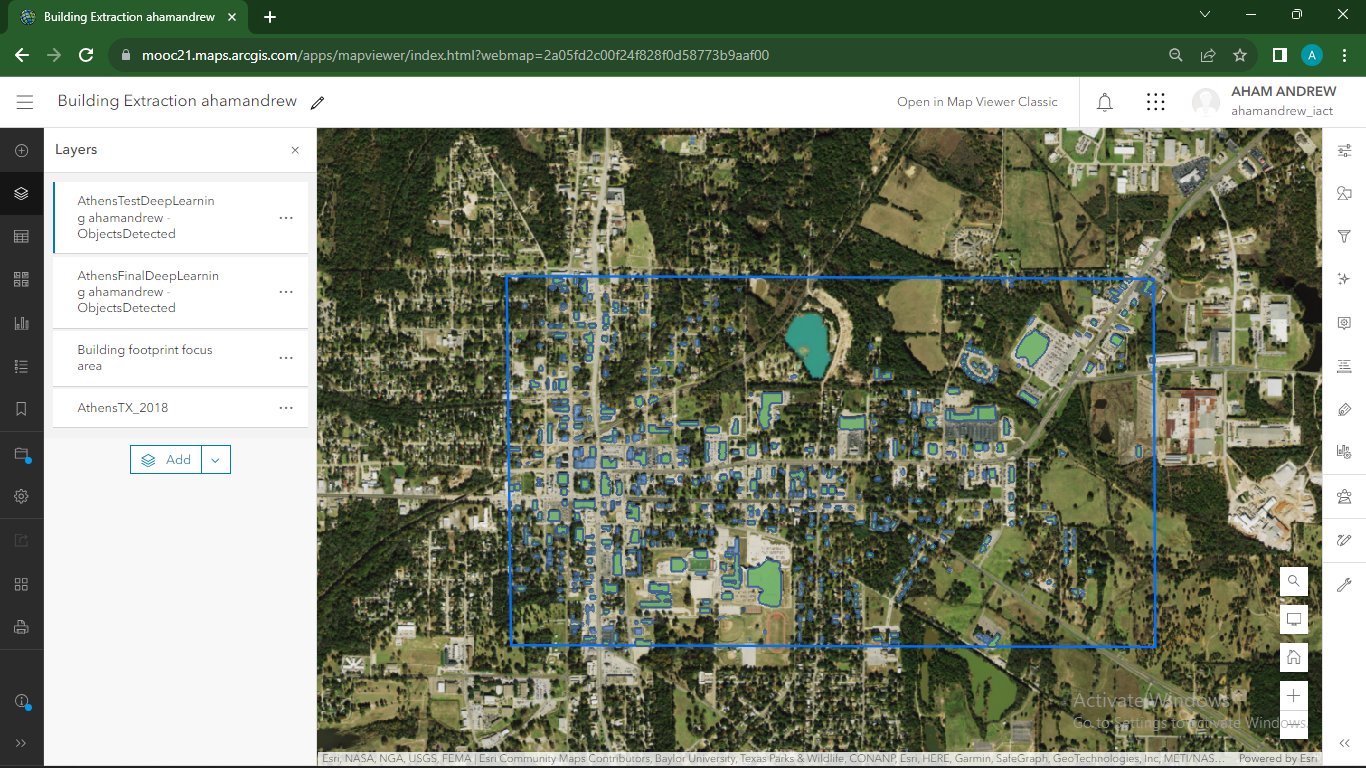 Building Extraction ahamandrew
mooc21.maps.arcgis.com/apps/mapviewer/index.html?webmap=2a05fd2c00f24f828f0d58773b9aaf00
A
Building Extraction ahamandrew
Open in Map Viewer Classic
AHAM ANDREW
ahamandrew_iact
Layers
AthensTestDeepLearnin
g ahamandrew -
ObjectsDetected
AthensFinalDeepLearnin
g ahamandrew -
ObjectsDetected
Building footprint focus
area
AthensTX_2018
Add
Activate Windows
Go to Settings to activate Windows.
Esri, NASA, NGA, USGS, FEMA | Esri Community Maps Contributors, Baylor University, Texas Parks & Wildlife, CONANP, Esri, HERE, Garmin, SafeGraph, GeoTechnologies, Inc, METI/NAS... Powered by Esri